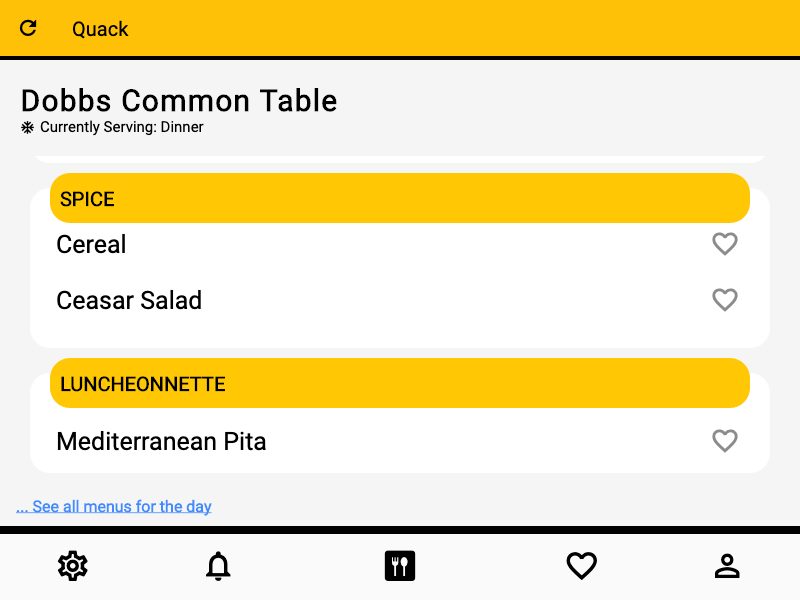 Quack
Dobbs Common Table
Currently Serving: Dinner
SPICE
Cereal
Ceasar Salad
LUNCHEONNETTE
Mediterranean Pita
... See all menus for the day